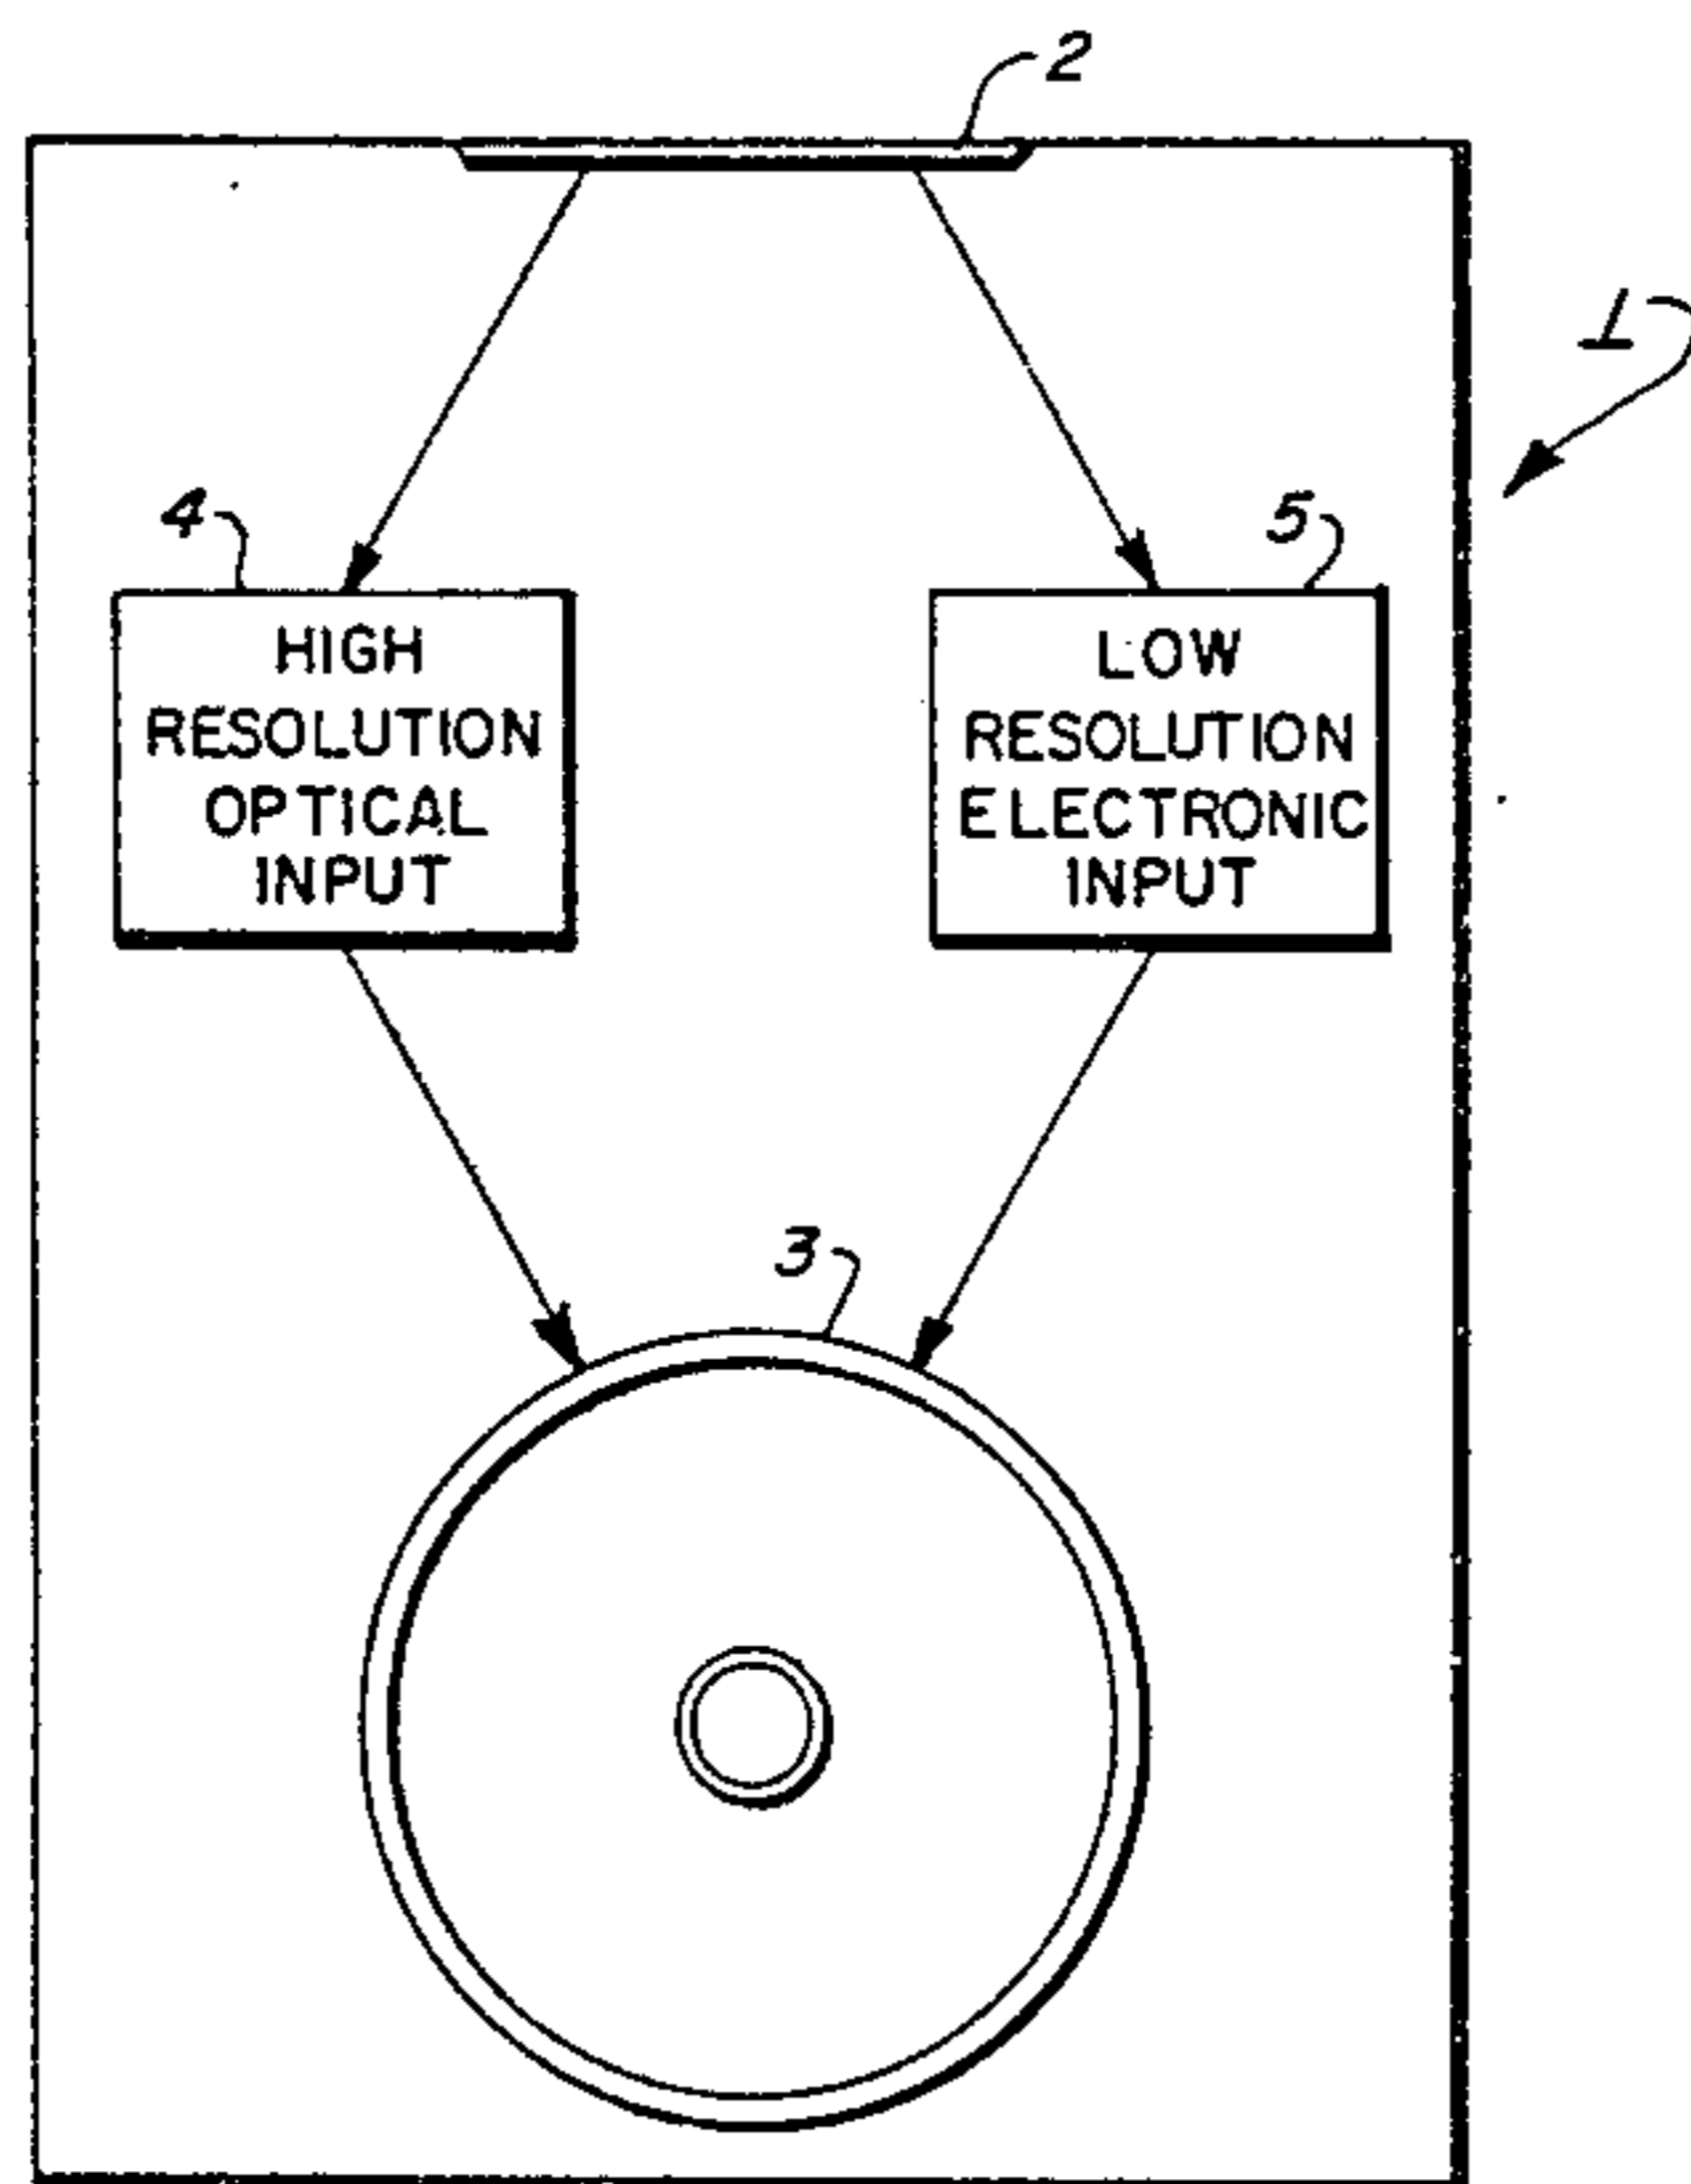 2
1
4
5
HIGH
RESOLUTION
OPTICAL
INPUT
LOW
RESOLUTION
ELECTRONIC
INPUT
3